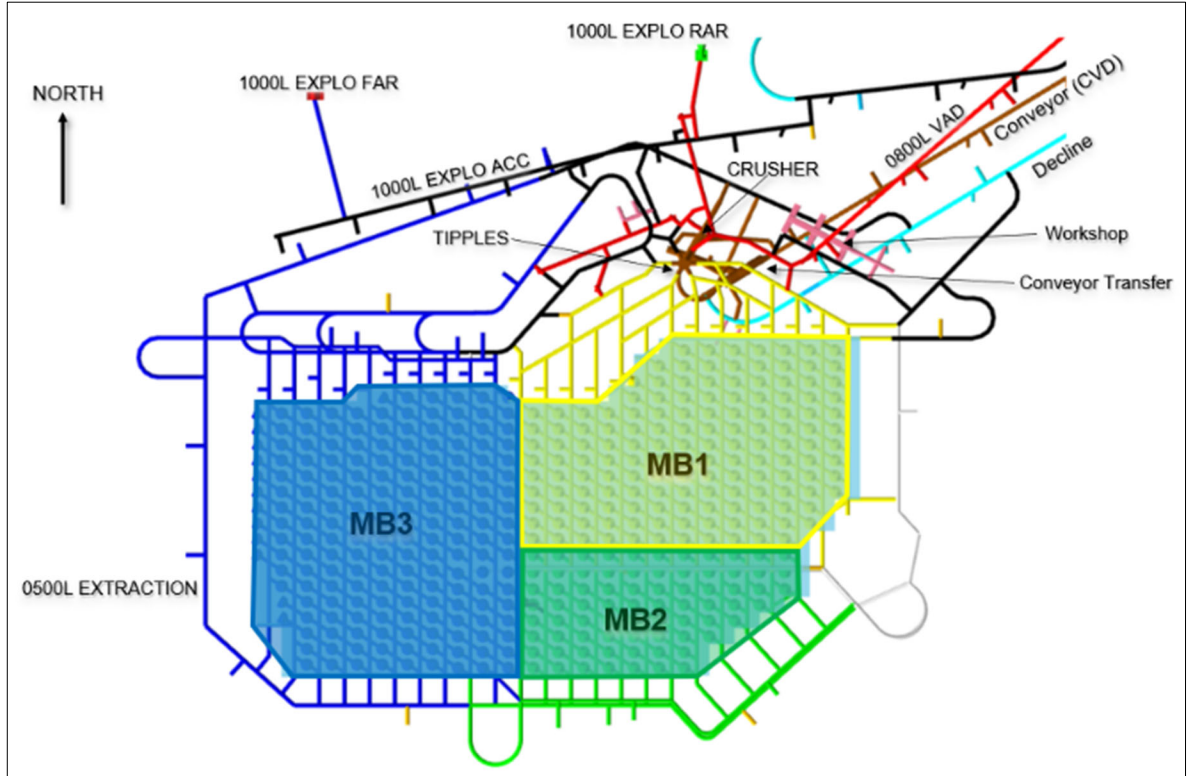 1000L EXPLO RAR
1000L EXPLO FAR
NORTH
Conveyor (CVD)
0800L VAD
Decline
1000L EXPLO ACC
CRUSHER
TIPPLES
Workshop
Conveyor Transfer
MB1
MB3
0500L EXTRACTION
MB2